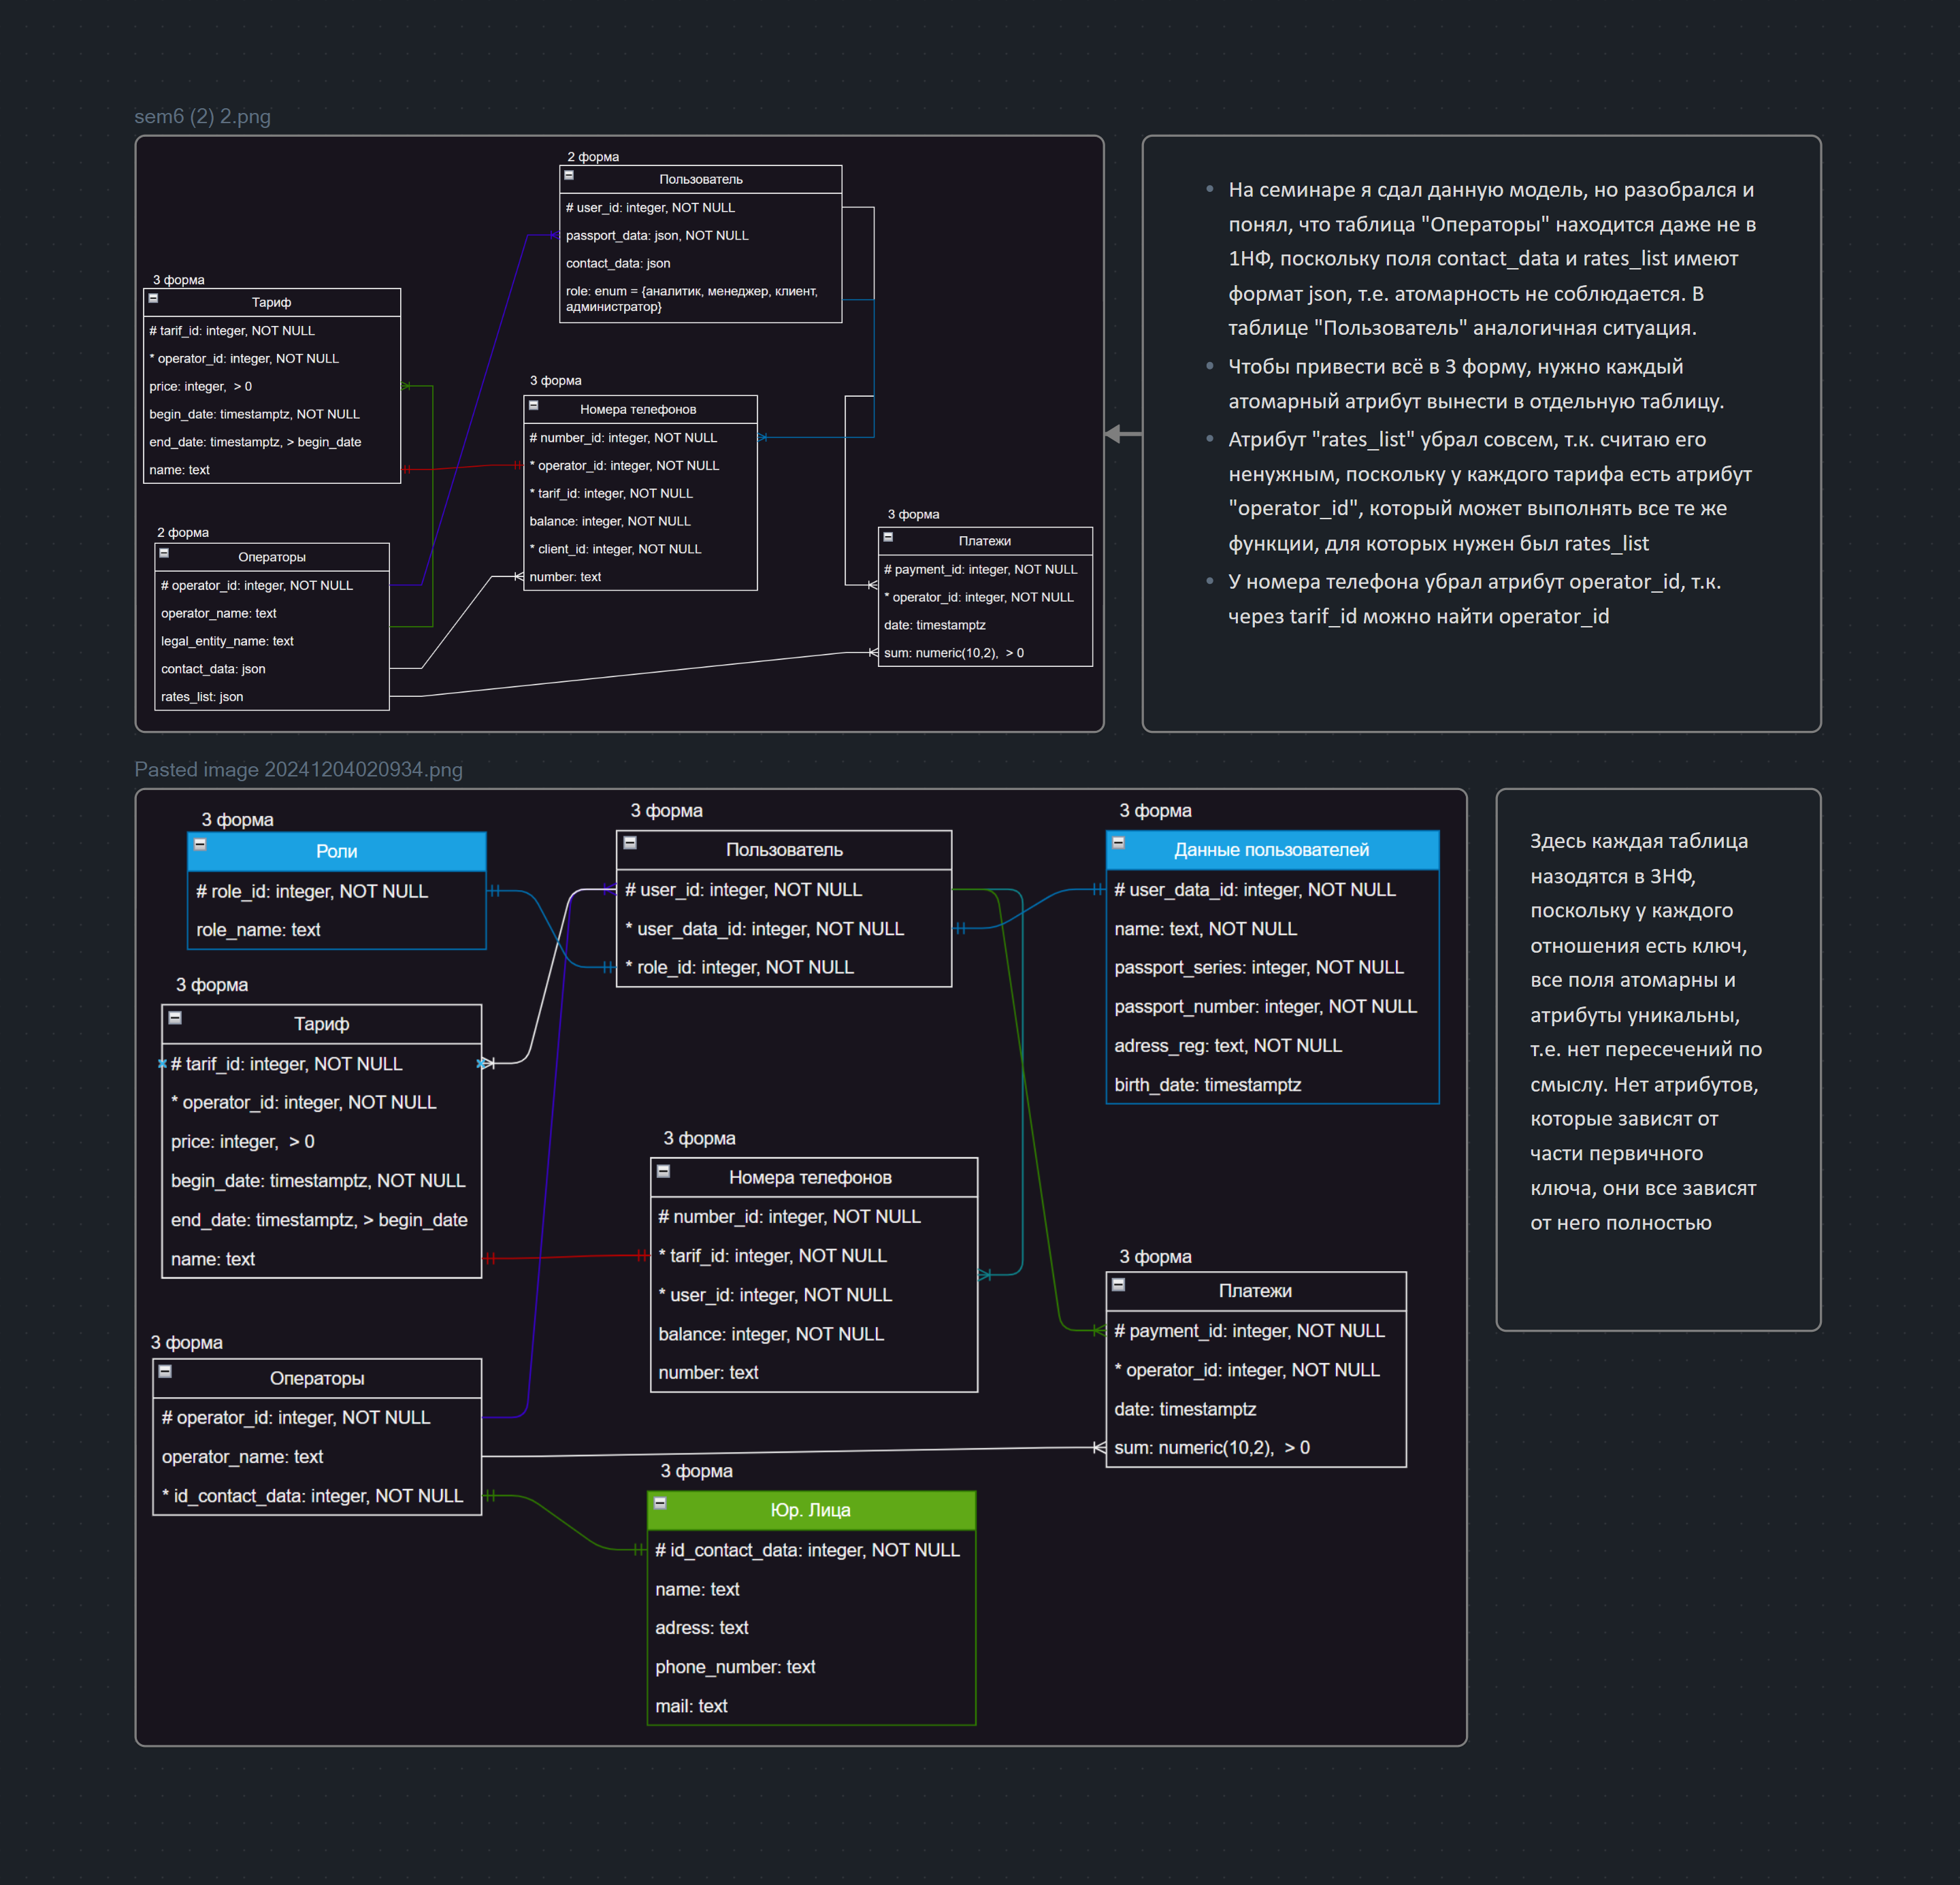 sem6 (2) 2.png
2 форма
Пользователь
# user_id: integer, NOT NULL
passport_data: json, NOT NULL
contact_data: json
role: enum = {аналитик, менеджер, клиент,
администратор}
3 форма
Тариф
# tarif_id: integer, NOT NULL
* operator_id: integer, NOT NULL
price: integer,  > 0
begin_date: timestamptz, NOT NULL
end_date: timestamptz, > begin_date
name: text
3 форма
Номера телефонов
# number_id: integer, NOT NULL
* operator_id: integer, NOT NULL
* tarif_id: integer, NOT NULL
balance: integer, NOT NULL
* client_id: integer, NOT NULL
number: text
2 форма
Операторы
# operator_id: integer, NOT NULL
operator_name: text
legal_entity_name: text
contact_data: json
rates_list: json
3 форма
Платежи
# payment_id: integer, NOT NULL
* operator_id: integer, NOT NULL
date: timestamptz
sum: numeric(10,2),  > 0
• На семинаре я сдал данную модель, но разобрался и
понял, что таблица "Операторы" находится даже не в
1НФ, поскольку поля contact_data и rates_list имеют
формат json, т.е. атомарность не соблюдается. В
таблице "Пользователь" аналогичная ситуация.
• Чтобы привести всё в 3 форму, нужно каждый
атомарный атрибут вынести в отдельную таблицу.
• Атрибут "rates_list" убрал совсем, т.к. считаю его
ненужным, поскольку у каждого тарифа есть атрибут
"operator_id", который может выполнять все те же
функции, для которых нужен был rates_list
• У номера телефона убрал атрибут operator_id, т.к.
через tarif_id можно найти operator_id
Pasted image 20241204020934.png
3 форма
Роли
# role_id: integer, NOT NULL
role_name: text
3 форма
Пользователь
# user_id: integer, NOT NULL
* user_data_id: integer, NOT NULL
* role_id: integer, NOT NULL
3 форма
Данные пользователей
# user_data_id: integer, NOT NULL
name: text, NOT NULL
passport_series: integer, NOT NULL
passport_number: integer, NOT NULL
adress_reg: text, NOT NULL
birth_date: timestamptz
3 форма
Тариф
# tarif_id: integer, NOT NULL
* operator_id: integer, NOT NULL
price: integer,  > 0
begin_date: timestamptz, NOT NULL
end_date: timestamptz, > begin_date
name: text
3 форма
Номера телефонов
# number_id: integer, NOT NULL
* tarif_id: integer, NOT NULL
* user_id: integer, NOT NULL
balance: integer, NOT NULL
number: text
3 форма
Платежи
# payment_id: integer, NOT NULL
* operator_id: integer, NOT NULL
date: timestamptz
sum: numeric(10,2),  > 0
3 форма
Операторы
# operator_id: integer, NOT NULL
operator_name: text
* id_contact_data: integer, NOT NULL
3 форма
Юр. Лица
# id_contact_data: integer, NOT NULL
name: text
adress: text
phone_number: text
mail: text
Здесь каждая таблица
назодятся в 3НФ,
поскольку у каждого
отношения есть ключ,
все поля атомарны и
атрибуты уникальны,
т.е. нет пересечений по
смыслу. Нет атрибутов,
которые зависят от
части первичного
ключа, они все зависят
от него полностью